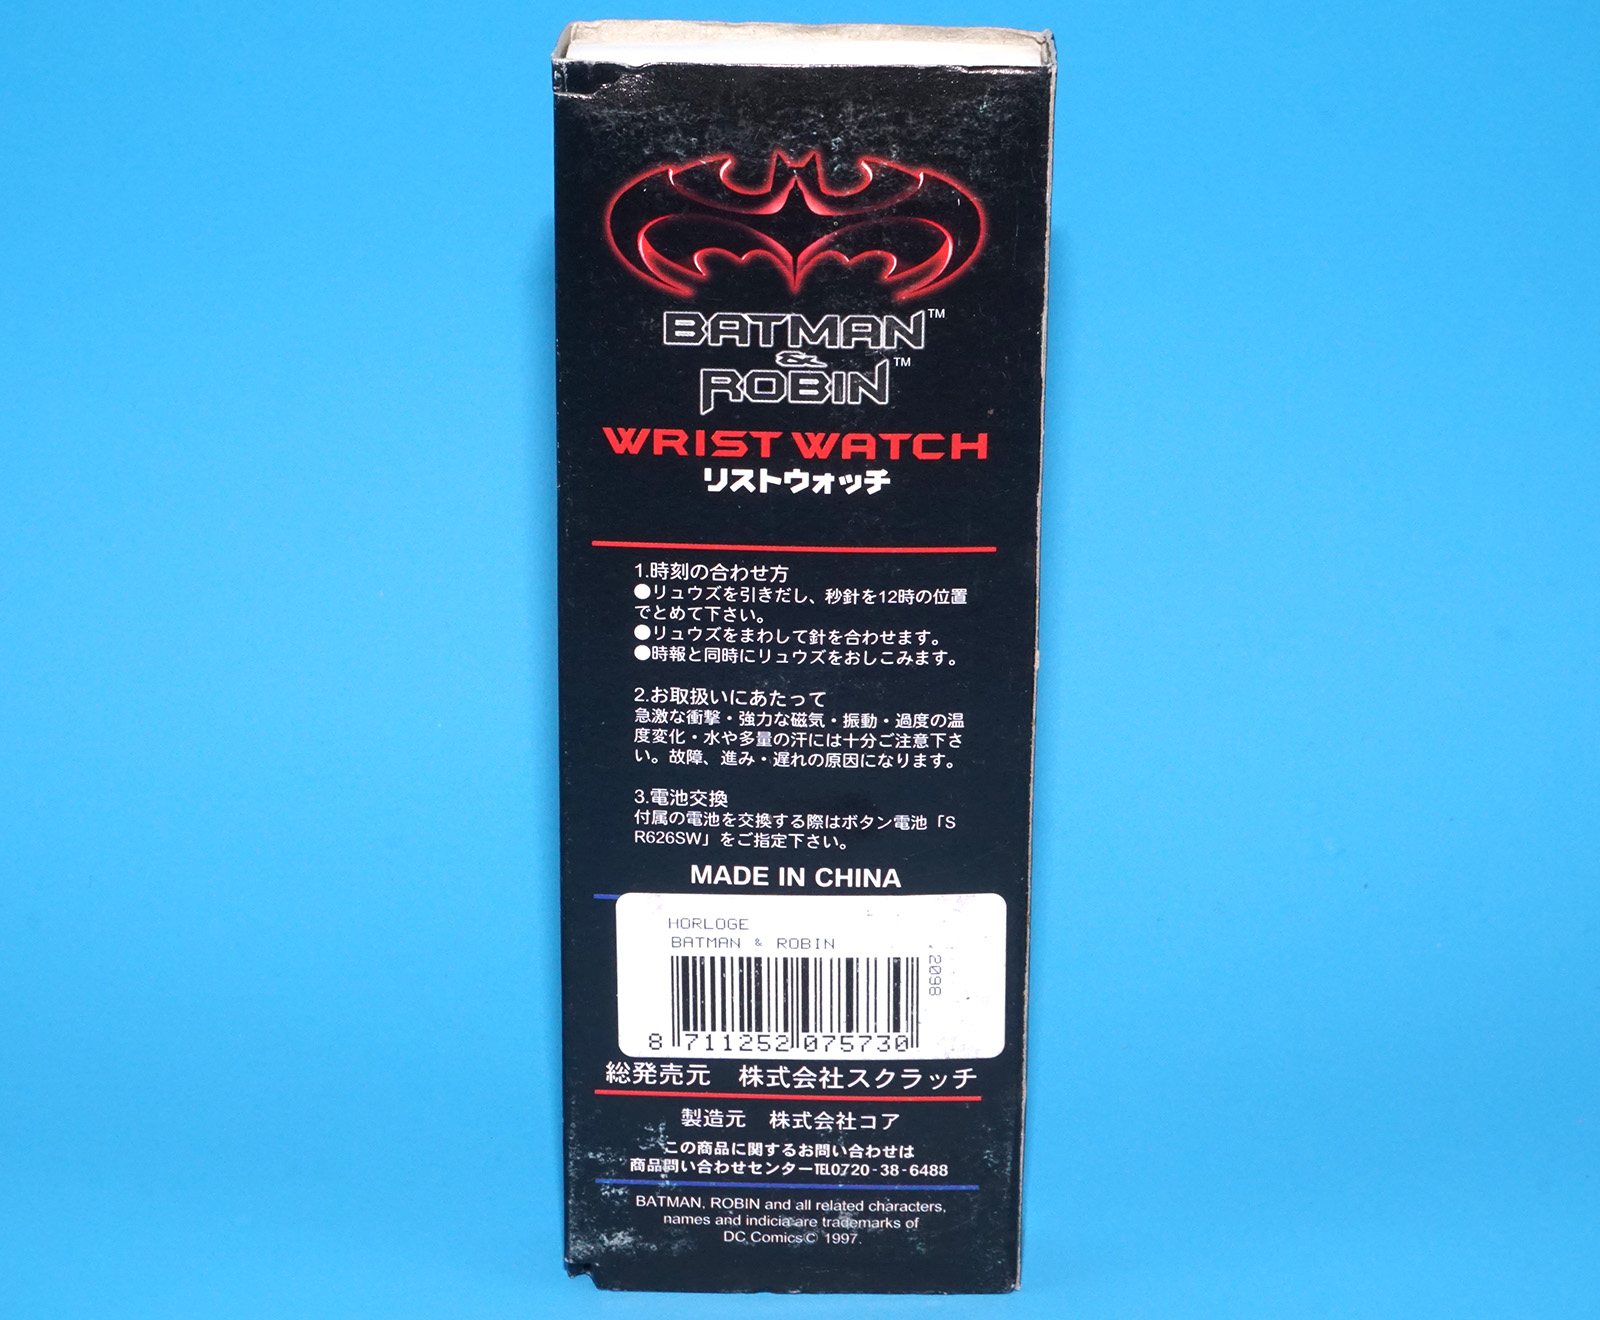 BATMAN™
&
ROBIN™
WRIST WATCH
リストウォッチ
1.時刻の合わせ方
●リュウズを引きだし、秒針を12時の位置
でとめて下さい。
●リュウズをまわして針を合わせます。
●時報と同時にリュウズをおしこみます。
2.お取扱いにあたって
急激な衝撃・強力な磁気・振動・過度の温
度変化・水や多量の汗には十分ご注意下さ
い。故障、進み・遅れの原因になります。
3.電池交換
付属の電池を交換する際はボタン電池「S
R626SW」をご指定下さい。
MADE IN CHINA
HORLOGE
BATMAN & ROBIN
2098
8 711252 075730
総発売元 株式会社スクラッチ
製造元 株式会社コア
この商品に関するお問い合わせは
商品問い合わせセンターTEL0720-38-6488
BATMAN, ROBIN and all related characters,
names and indicia are trademarks of
DC Comics© 1997.